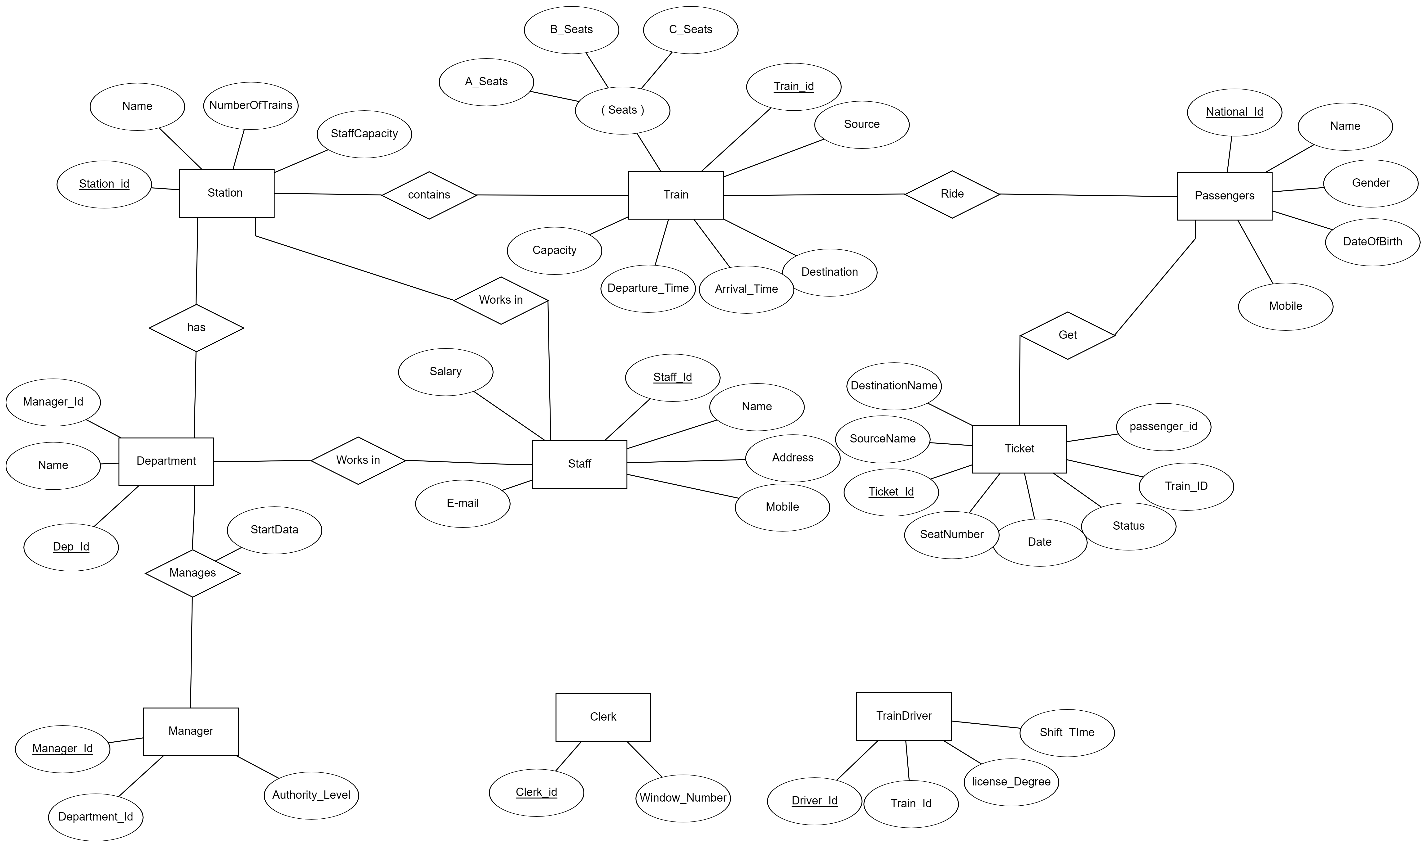 B_Seats
C_Seats
A_Seats
( Seats )
Train_id
Source
Name
NumberOfTrains
StaffCapacity
Station_id
Station
contains
Train
Ride
National_Id
Name
Gender
Passengers
DateOfBirth
Mobile
Capacity
Departure_Time
Arrival_Time
Destination
Works in
has
Get
Salary
Staff_Id
Name
Address
Mobile
E-mail
Staff
Works in
Manager_Id
Name
Department
Dep_Id
StartData
Manages
DestinationName
SourceName
Ticket_Id
Ticket
passenger_id
Train_ID
Status
Date
SeatNumber
Manager
Manager_Id
Department_Id
Authority_Level
Clerk
Clerk_id
Window_Number
TrainDriver
Shift_TIme
license_Degree
Driver_Id
Train_Id